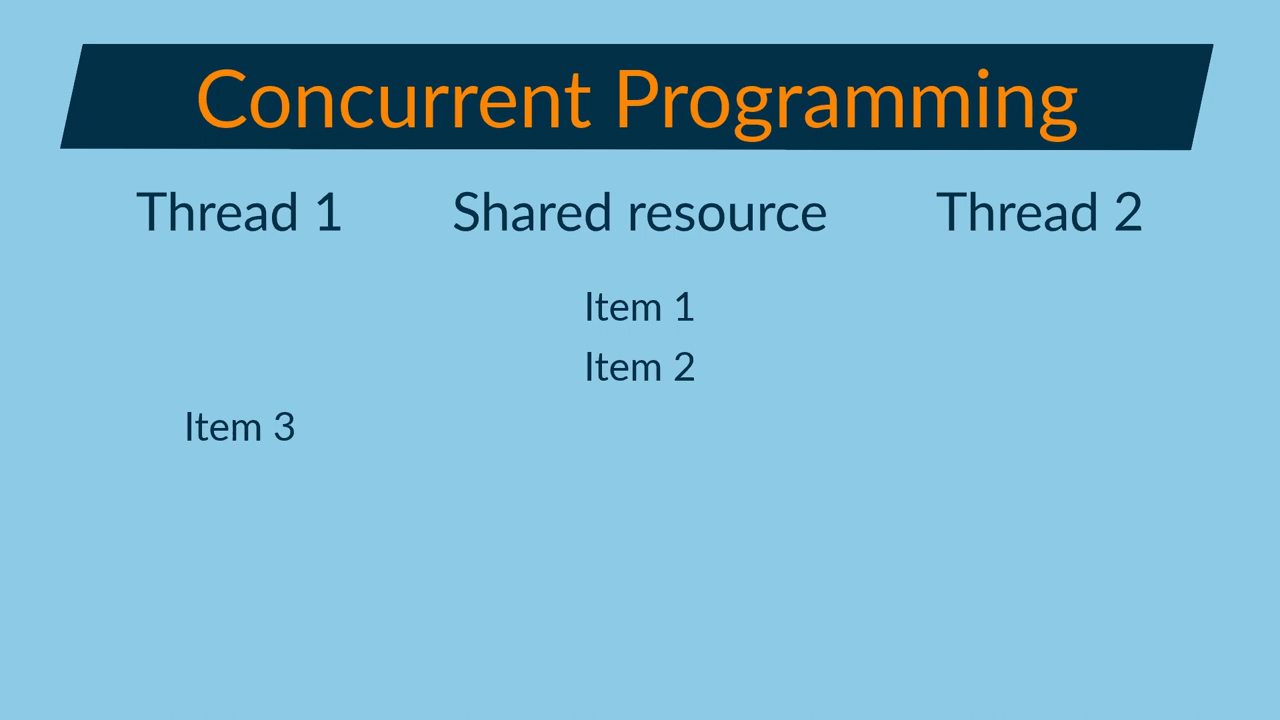 Concurrent Programming
Thread 1 Shared resource Thread 2
Item 1
Item 2
Item 3